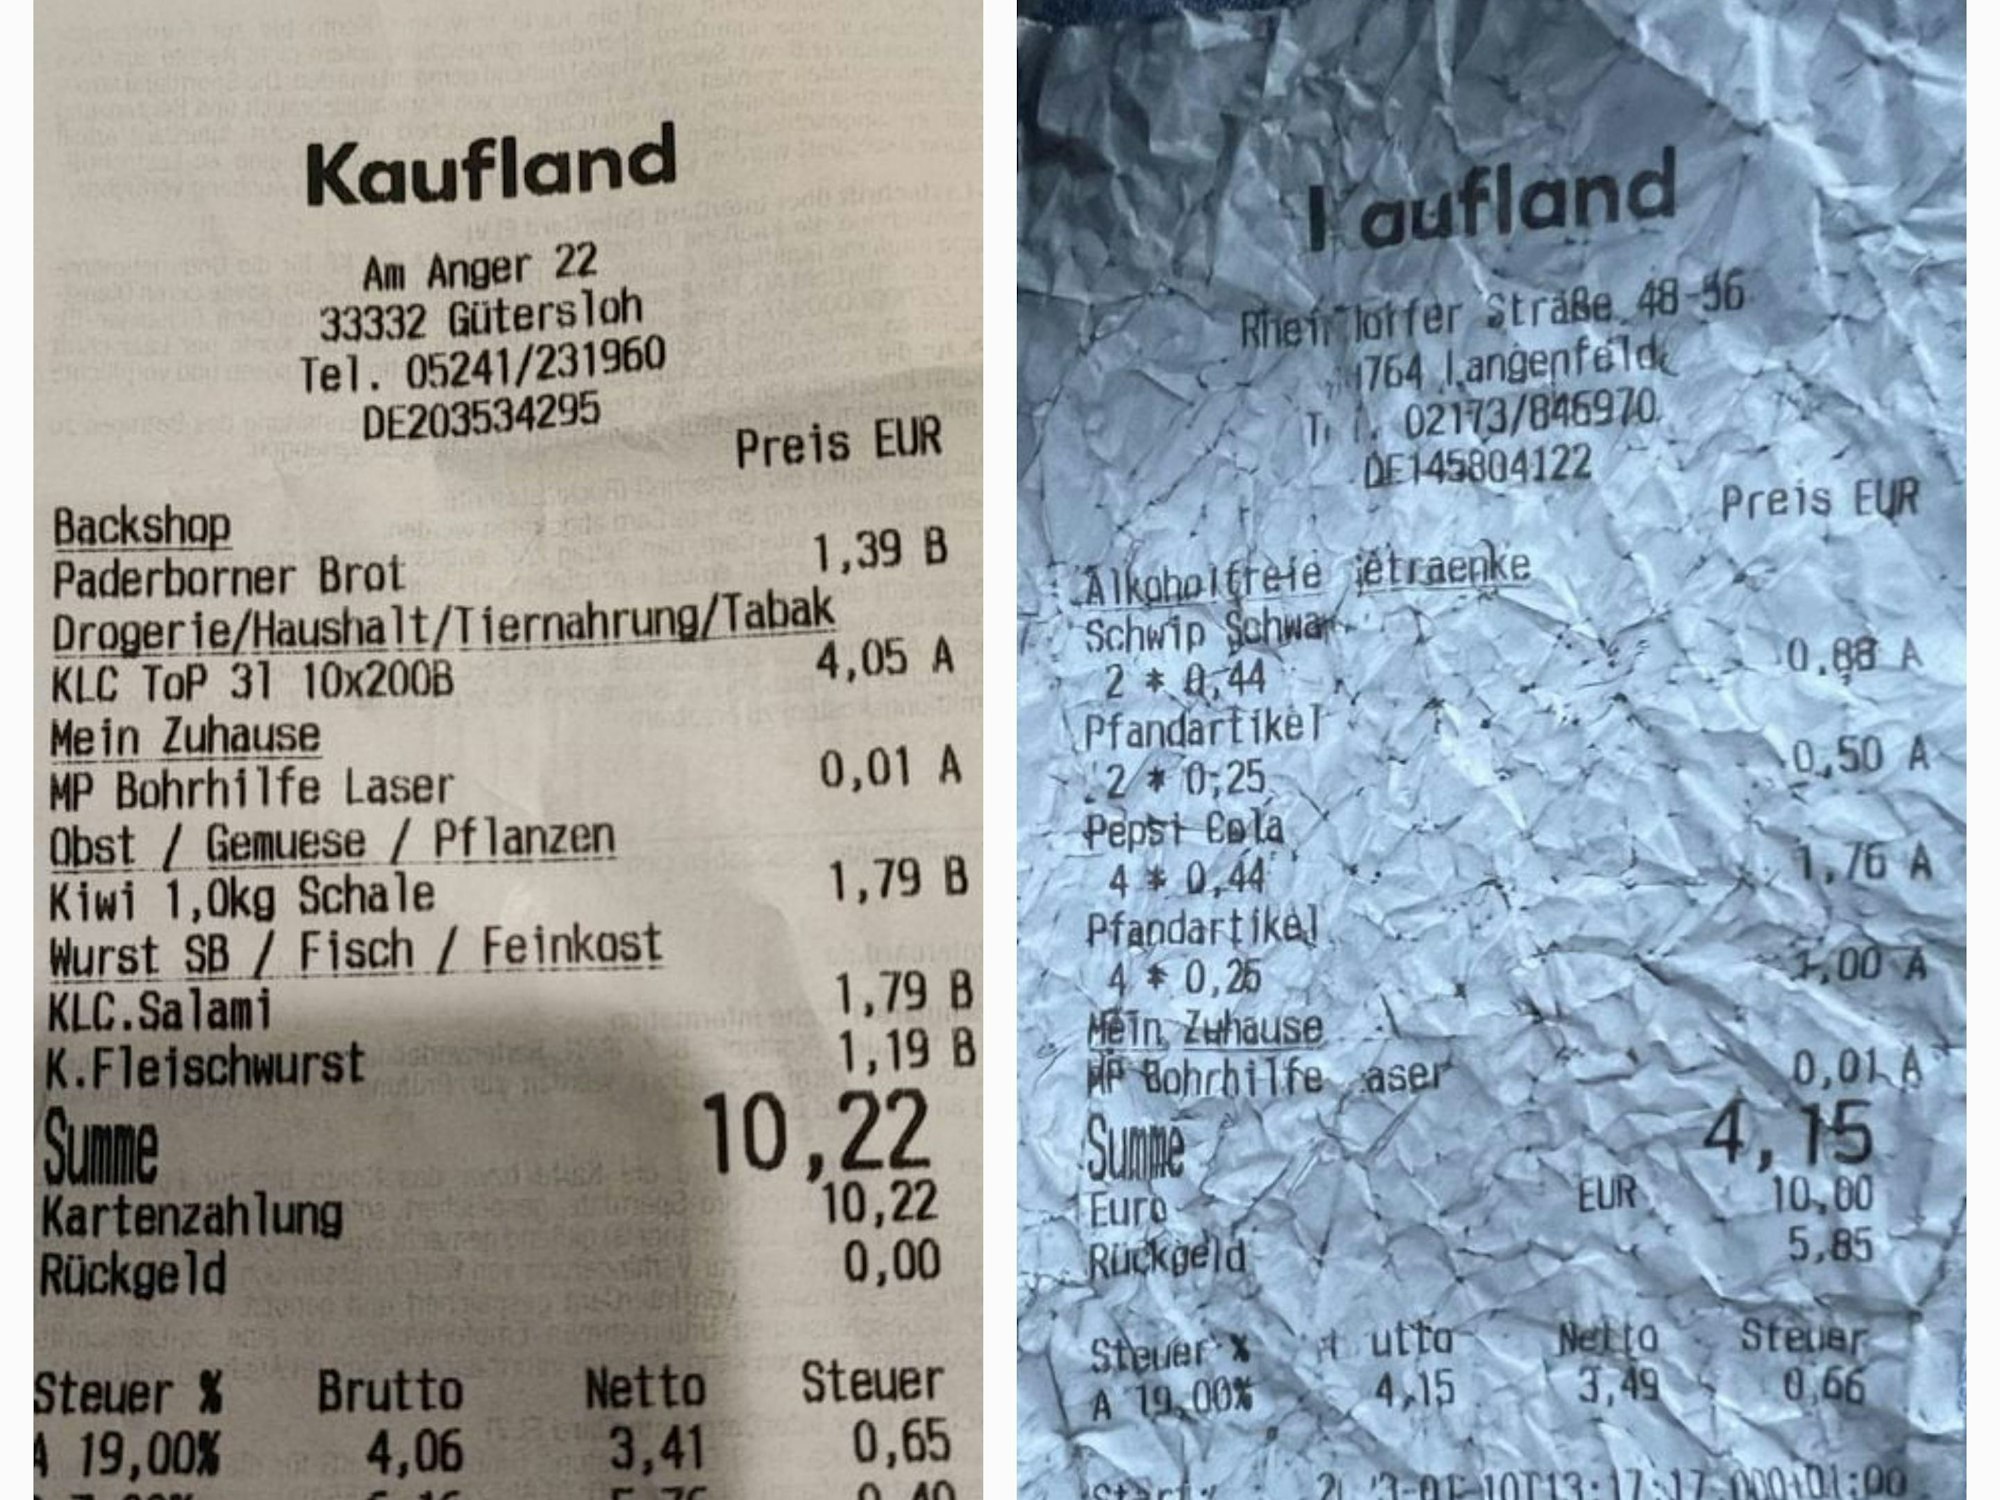 Kaufland
Am Anger 22
33332 Gütersloh
Tel. 05241/231960
DE203534295
Preis EUR
Backshop
Paderborner Brot 1,39 B
Drogerie/Haushalt/Tiernahrung/Tabak
KLC ToP 3l 10x200B 4,05 A
Mein Zuhause
MP Bohrhilfe Laser 0,01 A
Obst / Gemuese / Pflanzen
Kiwi 1,0kg Schale 1,79 B
Wurst SB / Fisch / Feinkost
KLC.Salami 1,79 B
K.Fleischwurst 1,19 B
Summe 10,22
Kartenzahlung 10,22
Rückgeld 0,00
Steuer % Brutto Netto Steuer
A 19,00% 4,06 3,41 0,65
Kaufland
Straße 48-56
Langenfeld
02173/846970
DE145804122
Preis EUR
Alkoholfreie Getraenke
Schwip Schwa
2 * 0,44 0,88 A
Pfandartikel
2 * 0,25 0,50 A
Pepsi Cola
4 * 0,44 1,76 A
Pfandartikel
4 * 0,25 1,00 A
Mein Zuhause
MP Bohrhilfe Laser 0,01 A
Summe 4,15
Euro EUR 10,00
Rückgeld 5,85
Steuer % Brutto Netto Steuer
A 19,00% 4,15 3,49 0,66